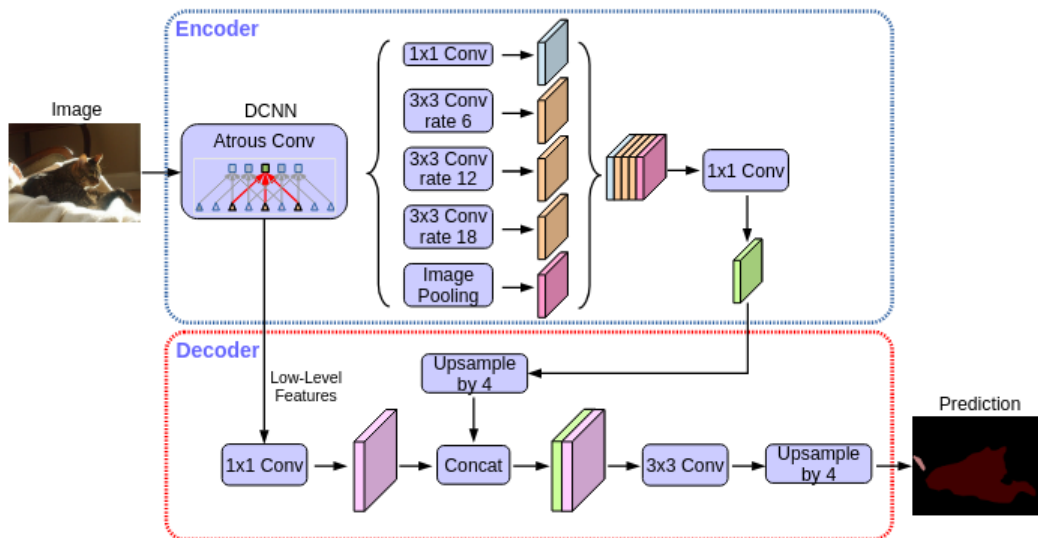 Encoder
Image
DCNN
Atrous Conv
1x1 Conv
3x3 Conv
rate 6
3x3 Conv
rate 12
3x3 Conv
rate 18
Image
Pooling
1x1 Conv
Decoder
Low-Level
Features
Upsample
by 4
1x1 Conv
Concat
3x3 Conv
Upsample
by 4
Prediction